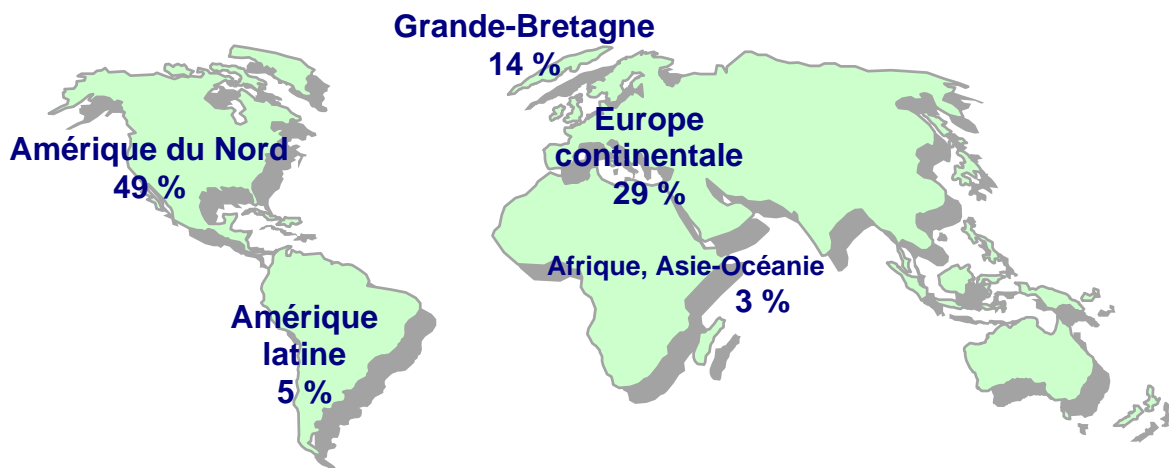 Grande-Bretagne
14 %
Amérique du Nord
49 %
Europe
continentale
29 %
Afrique, Asie-Océanie
3 %
Amérique
latine
5 %